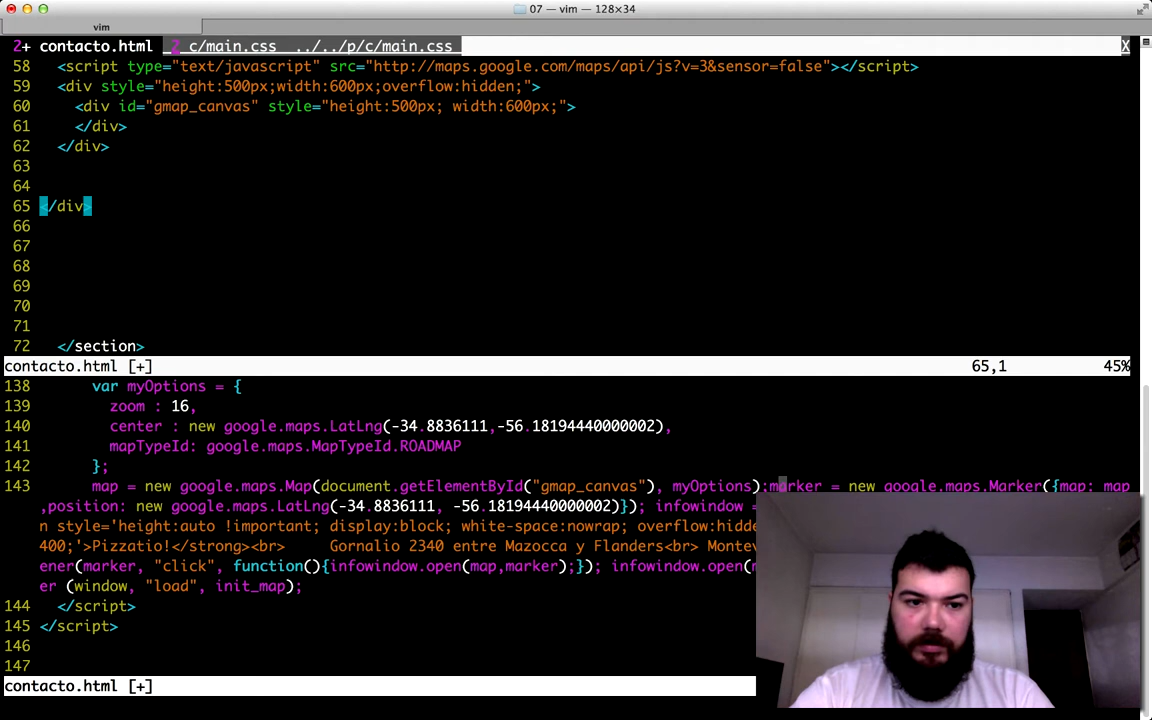 07 — vim — 128×34
vim
2+ contacto.html 2 c/main.css ../../p/c/main.css X
58 <script type="text/javascript" src="http://maps.google.com/maps/api/js?v=3&sensor=false"></script>
59 <div style="height:500px;width:600px;overflow:hidden;">
60 <div id="gmap_canvas" style="height:500px; width:600px;">
61 </div>
62 </div>
63
64
65 </div>
66
67
68
69
70
71
72 </section>
contacto.html [+] 65,1 45%
138 var myOptions = {
139 zoom : 16,
140 center : new google.maps.LatLng(-34.8836111,-56.18194440000002),
141 mapTypeId: google.maps.MapTypeId.ROADMAP
142 };
143 map = new google.maps.Map(document.getElementById("gmap_canvas"), myOptions);marker = new google.maps.Marker({map: map
,position: new google.maps.LatLng(-34.8836111, -56.18194440000002)}); infowindow =
n style='height:auto !important; display:block; white-space:nowrap; overflow:hidde
400;'>Pizzatio!</strong><br> Gornalio 2340 entre Mazocca y Flanders<br> Montev
ener(marker, "click", function(){infowindow.open(map,marker);}); infowindow.open(m
er (window, "load", init_map);
144 </script>
145 </script>
146
147
contacto.html [+]